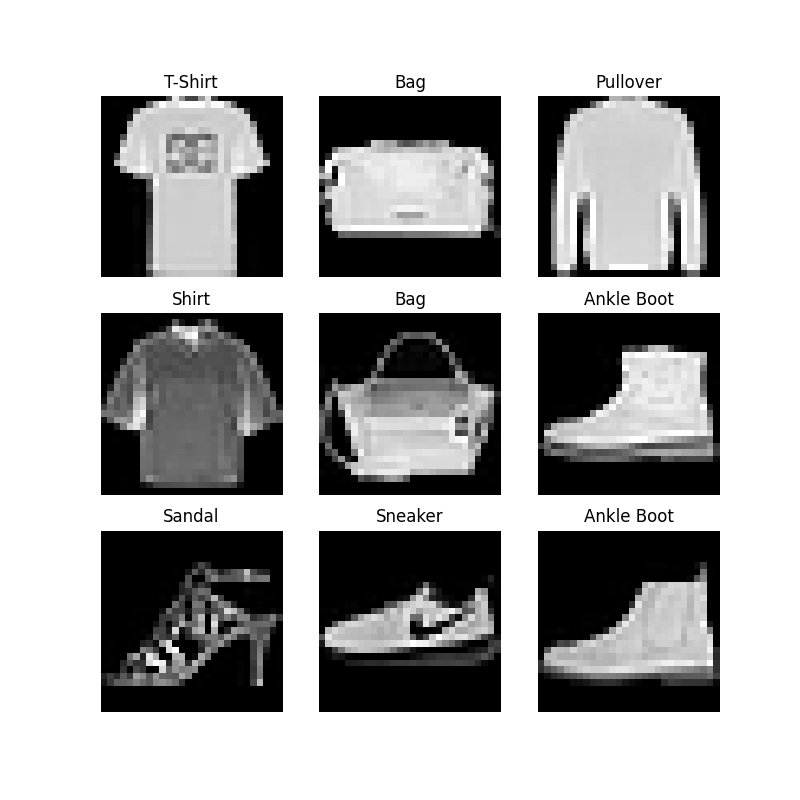 T-Shirt
Bag
Pullover
Shirt
Bag
Ankle Boot
Sandal
Sneaker
Ankle Boot